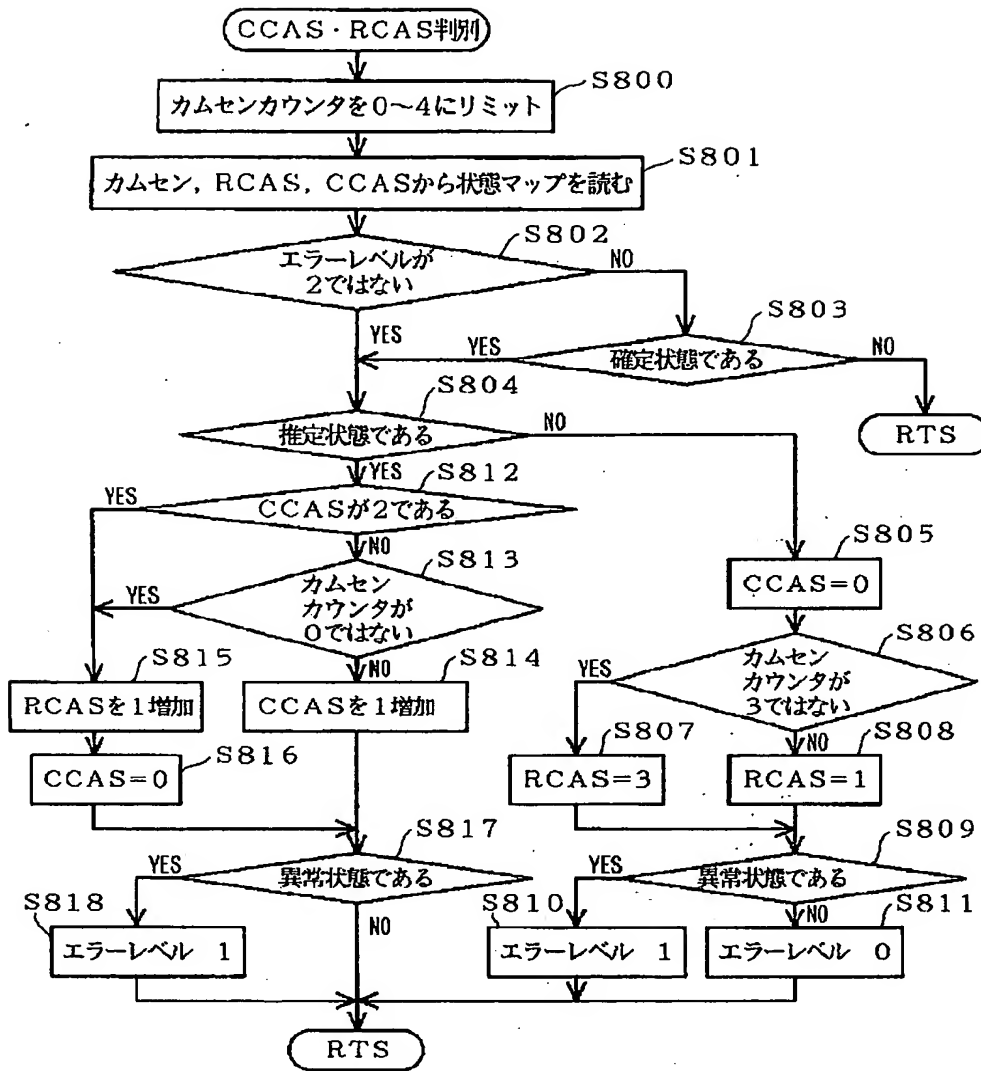 CCAS・RCAS判別
S800
カムセンカウンタを0〜4にリミット
S801
カムセン,RCAS,CCASから状態マップを読む
S802
エラーレベルが
2ではない
NO
YES
S803
確定状態である
YES
NO
RTS
S804
推定状態である
NO
YES
S812
CCASが2である
YES
NO
S813
カムセン
カウンタが
0ではない
YES
NO
S805
CCAS=0
S806
カムセン
カウンタが
3ではない
YES
NO
S815
RCASを1増加
S814
CCASを1増加
S816
CCAS=0
S807
RCAS=3
S808
RCAS=1
S817
異常状態である
YES
NO
S809
異常状態である
YES
NO
S818
エラーレベル 1
S810
エラーレベル 1
S811
エラーレベル 0
RTS